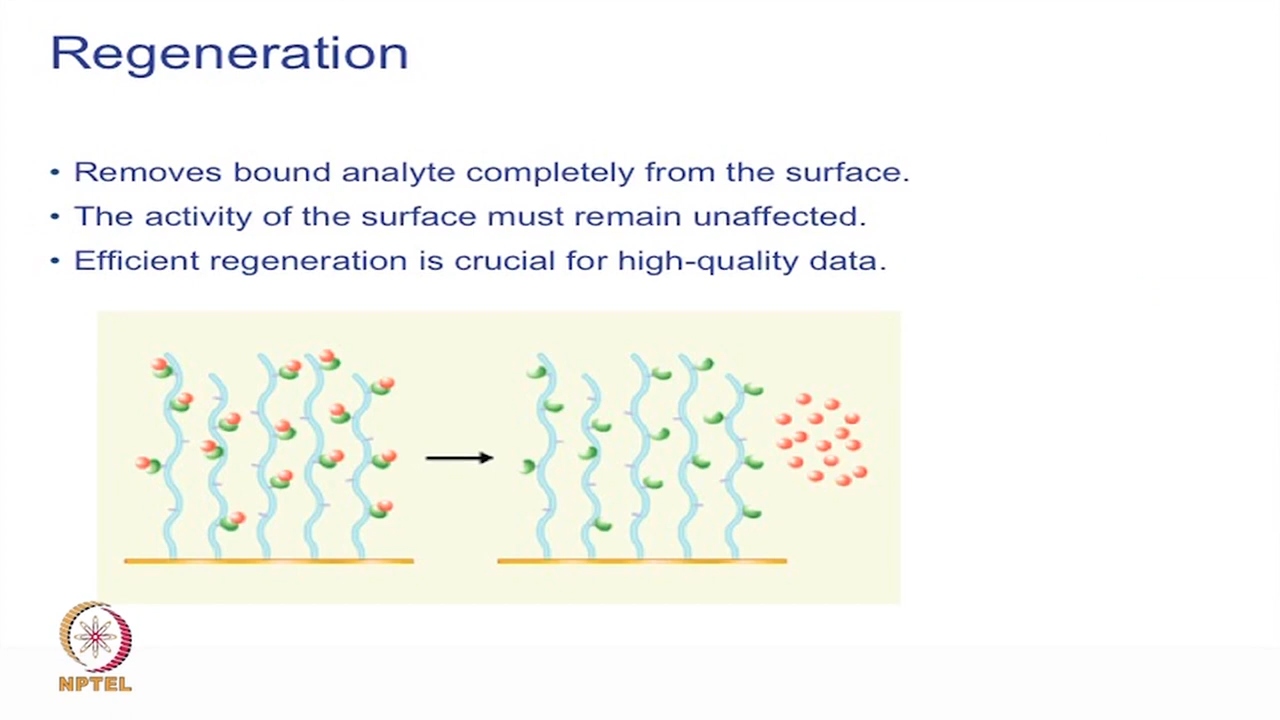 Regeneration
• Removes bound analyte completely from the surface.
• The activity of the surface must remain unaffected.
• Efficient regeneration is crucial for high-quality data.
NPTEL